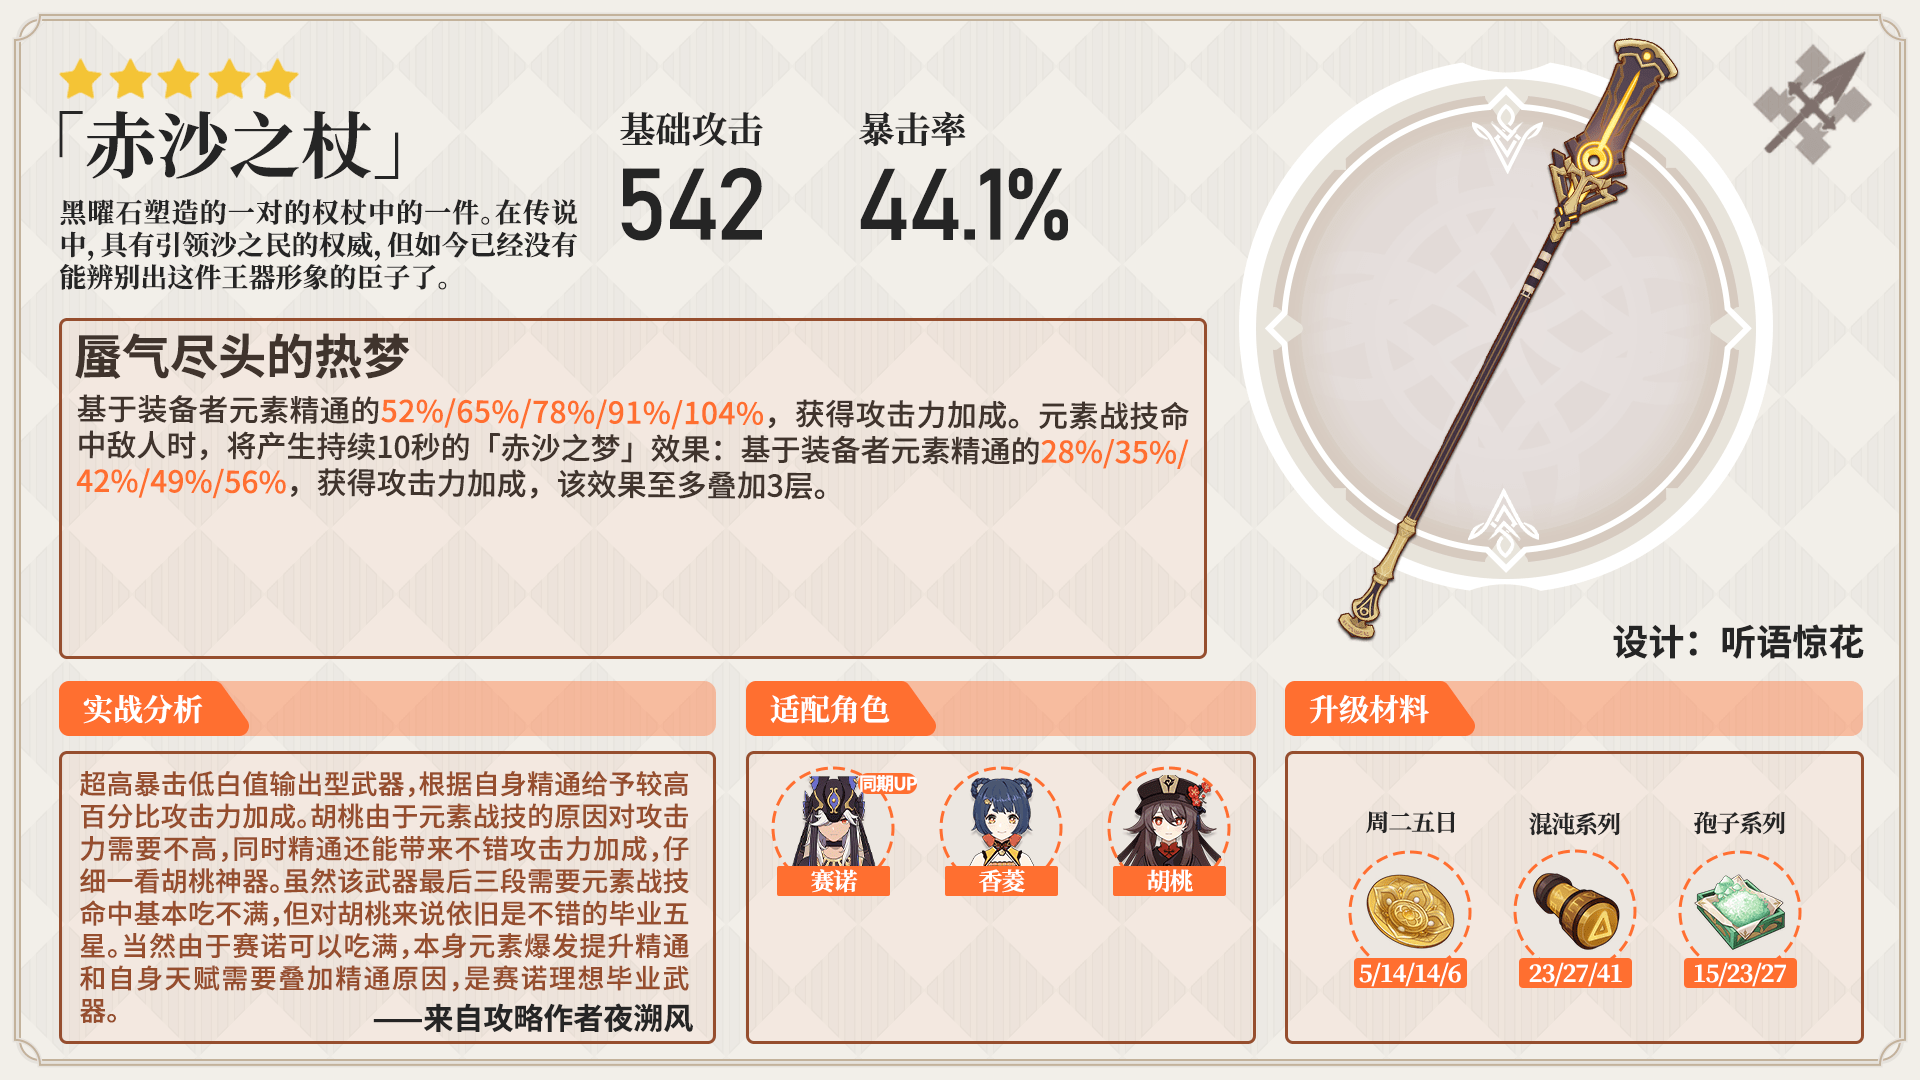 「赤沙之杖」
黑曜石塑造的一对的权杖中的一件。在传说
中，具有引领沙之民的权威，但如今已经没有
能辨别出这件王器形象的臣子了。
基础攻击
542
暴击率
44.1%
蜃气尽头的热梦
基于装备者元素精通的52%/65%/78%/91%/104%，获得攻击力加成。元素战技命
中敌人时，将产生持续10秒的「赤沙之梦」效果：基于装备者元素精通的28%/35%/
42%/49%/56%，获得攻击力加成，该效果至多叠加3层。
设计：听语惊花
实战分析
超高暴击低白值输出型武器，根据自身精通给予较高
百分比攻击力加成。胡桃由于元素战技的原因对攻击
力需要不高，同时精通还能带来不错攻击力加成，仔
细一看胡桃神器。虽然该武器最后三段需要元素战技
命中基本吃不满，但对胡桃来说依旧是不错的毕业五
星。当然由于赛诺可以吃满，本身元素爆发提升精通
和自身天赋需要叠加精通原因，是赛诺理想毕业武
器。
——来自攻略作者夜溯风
适配角色
同期UP
赛诺
香菱
胡桃
升级材料
周二五日
混沌系列
孢子系列
5/14/14/6
23/27/41
15/23/27